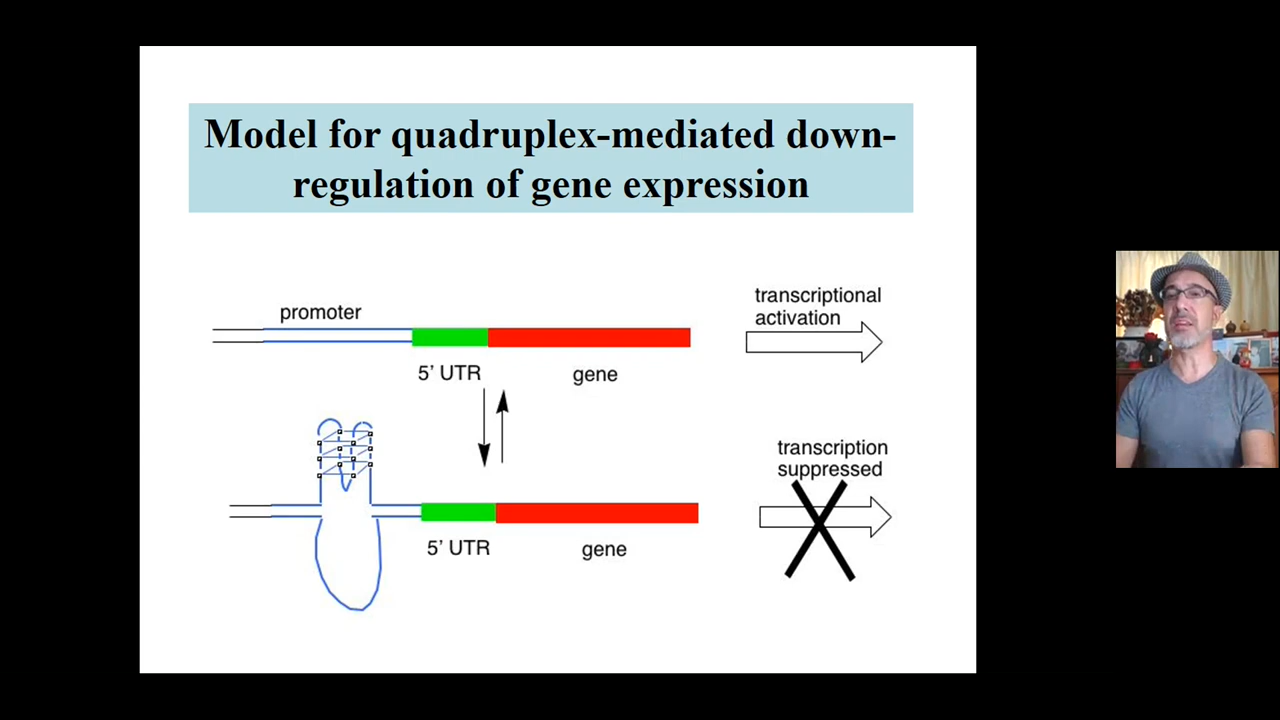 Model for quadruplex-mediated down-
regulation of gene expression
promoter
transcriptional
activation
5’ UTR
gene
transcription
suppressed
5’ UTR
gene